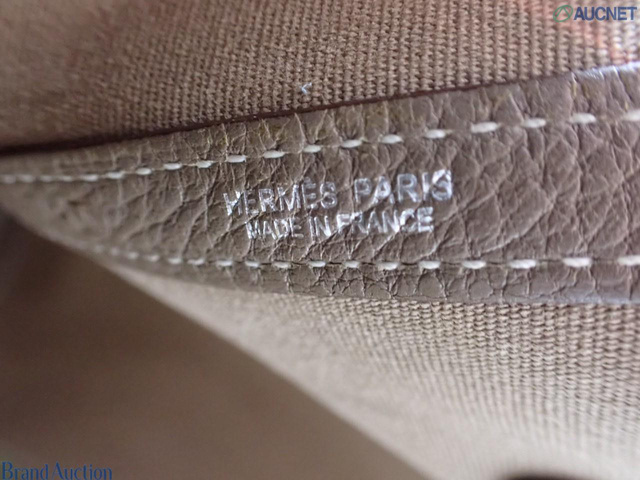 AUCNET
HERMES PARIS
MADE IN FRANCE
Brand Auction